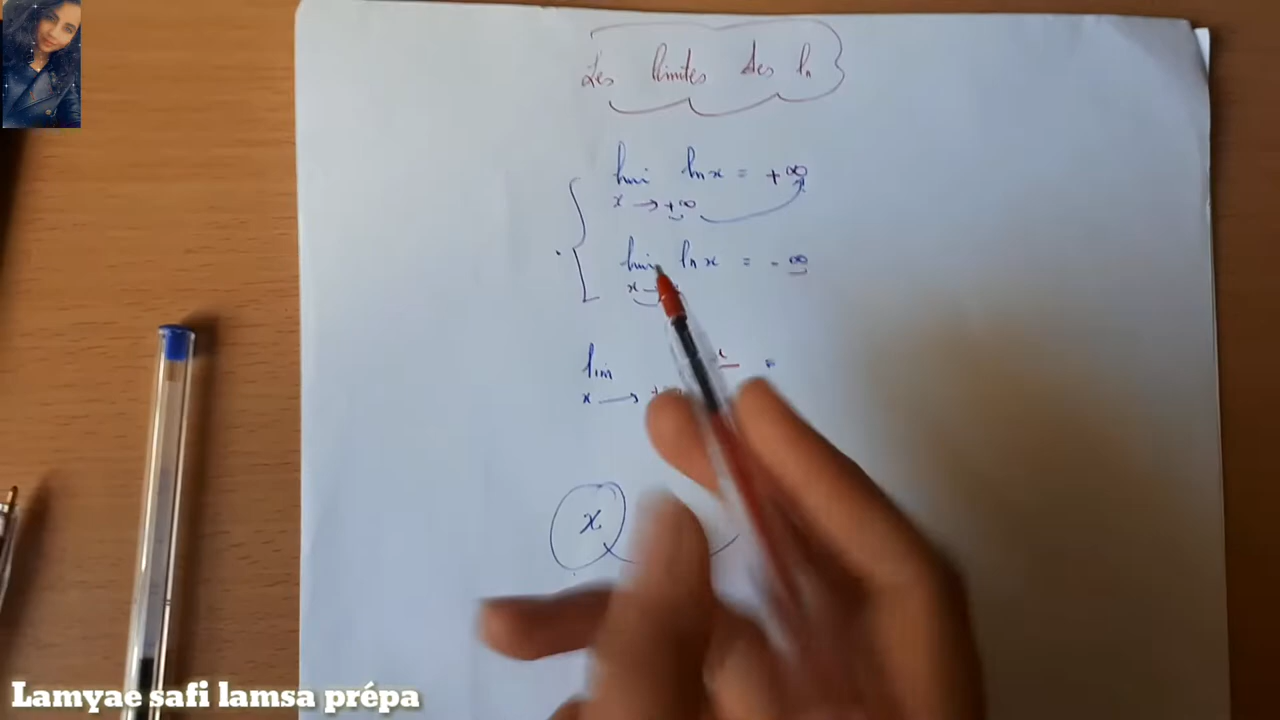 Les limites des ln
lim ln x = +∞
x → +∞
lim ln x = - ∞
x →
lim =
x → +
x
Lamyae safi lamsa prépa